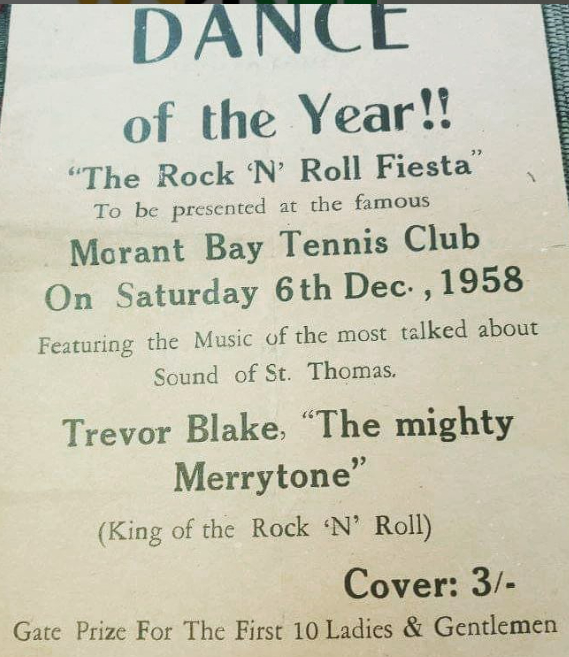 DANCE
of the Year!!
"The Rock 'N' Roll Fiesta"
To be presented at the famous
Morant Bay Tennis Club
On Saturday 6th Dec. , 1958
Featuring the Music of the most talked about
Sound of St. Thomas.
Trevor Blake, "The mighty
Merrytone"
(King of the Rock 'N' Roll)
Cover: 3/-
Gate Prize For The First 10 Ladies & Gentlemen